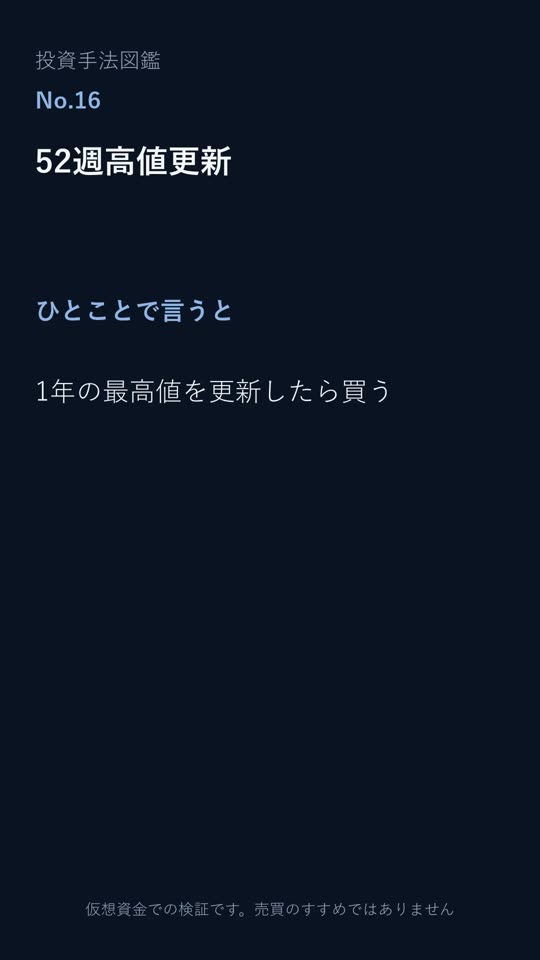 投資手法図鑑
No.16
52週高値更新
ひとことで言うと
1年の最高値を更新したら買う
仮想資金での検証です。売買のすすめではありません